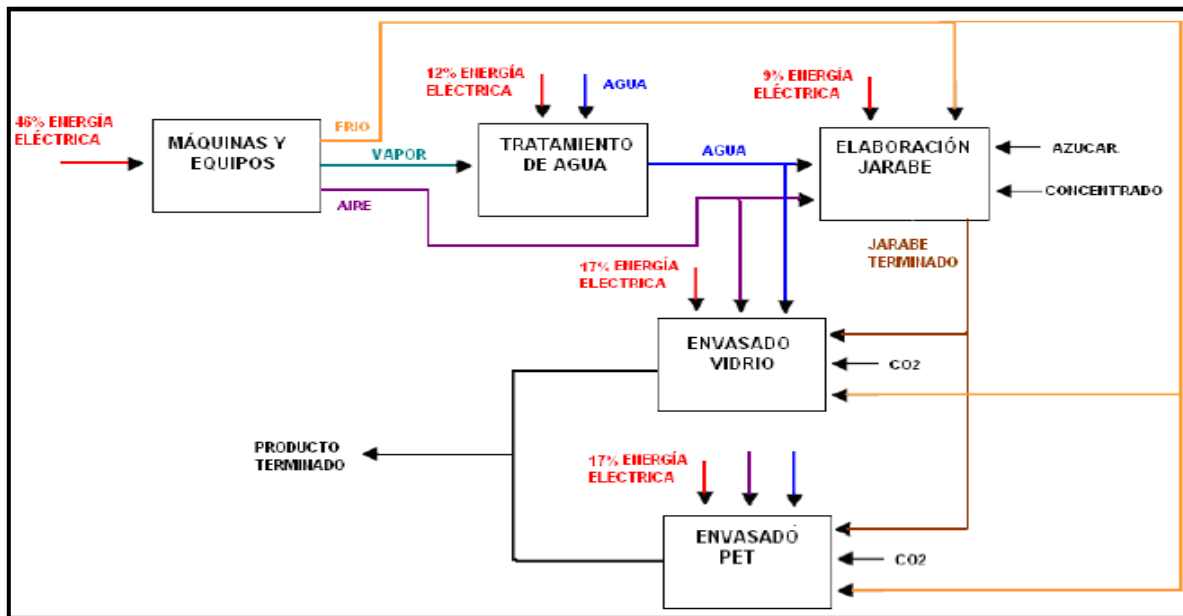 46% ENERGÍA
ELÉCTRICA
MÁQUINAS Y
EQUIPOS
FRIO
VAPOR
AIRE
12% ENERGÍA
ELÉCTRICA
AGUA
TRATAMIENTO
DE AGUA
AGUA
9% ENERGÍA
ELÉCTRICA
ELABORACIÓN
JARABE
AZUCAR.
CONCENTRADO
JARABE
TERMINADO
17% ENERGÍA
ELECTRICA
ENVASADO
VIDRIO
CO2
PRODUCTO
TERMINADO
17% ENERGÍA
ELECTRICA
ENVASADO
PET
CO2